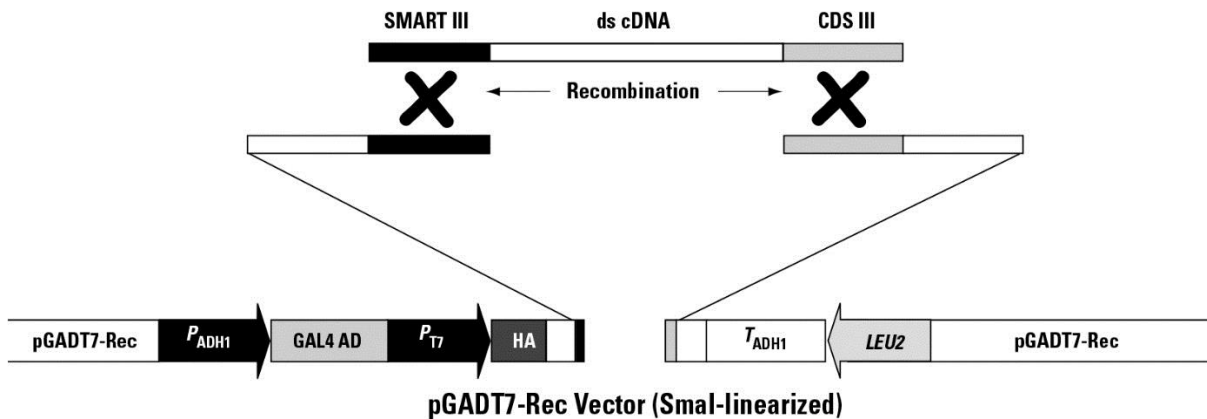 SMART III ds cDNA CDS III
Recombination
pGADT7-Rec PADH1 GAL4 AD PT7 HA TADH1 LEU2 pGADT7-Rec
pGADT7-Rec Vector (SmaI-linearized)